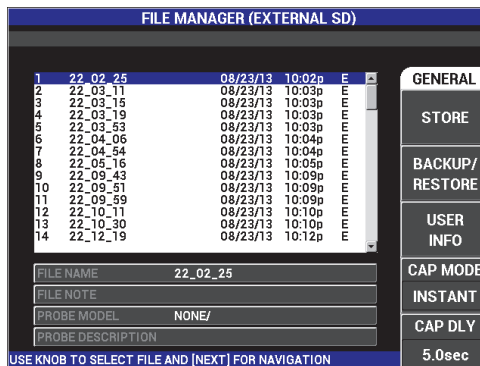 FILE MANAGER (EXTERNAL SD)
1 22_02_25 08/23/13 10:02p E
2 22_03_11 08/23/13 10:03p E
3 22_03_15 08/23/13 10:03p E
4 22_03_19 08/23/13 10:03p E
5 22_03_53 08/23/13 10:03p E
6 22_04_06 08/23/13 10:04p E
7 22_04_54 08/23/13 10:04p E
8 22_05_16 08/23/13 10:05p E
9 22_09_43 08/23/13 10:09p E
10 22_09_51 08/23/13 10:09p E
11 22_09_59 08/23/13 10:09p E
12 22_10_11 08/23/13 10:10p E
13 22_10_30 08/23/13 10:10p E
14 22_12_19 08/23/13 10:12p E
FILE NAME 22_02_25
FILE NOTE
PROBE MODEL NONE/
PROBE DESCRIPTION
USE KNOB TO SELECT FILE AND [NEXT] FOR NAVIGATION
GENERAL
STORE
BACKUP/
RESTORE
USER
INFO
CAP MODE
INSTANT
CAP DLY
5.0sec